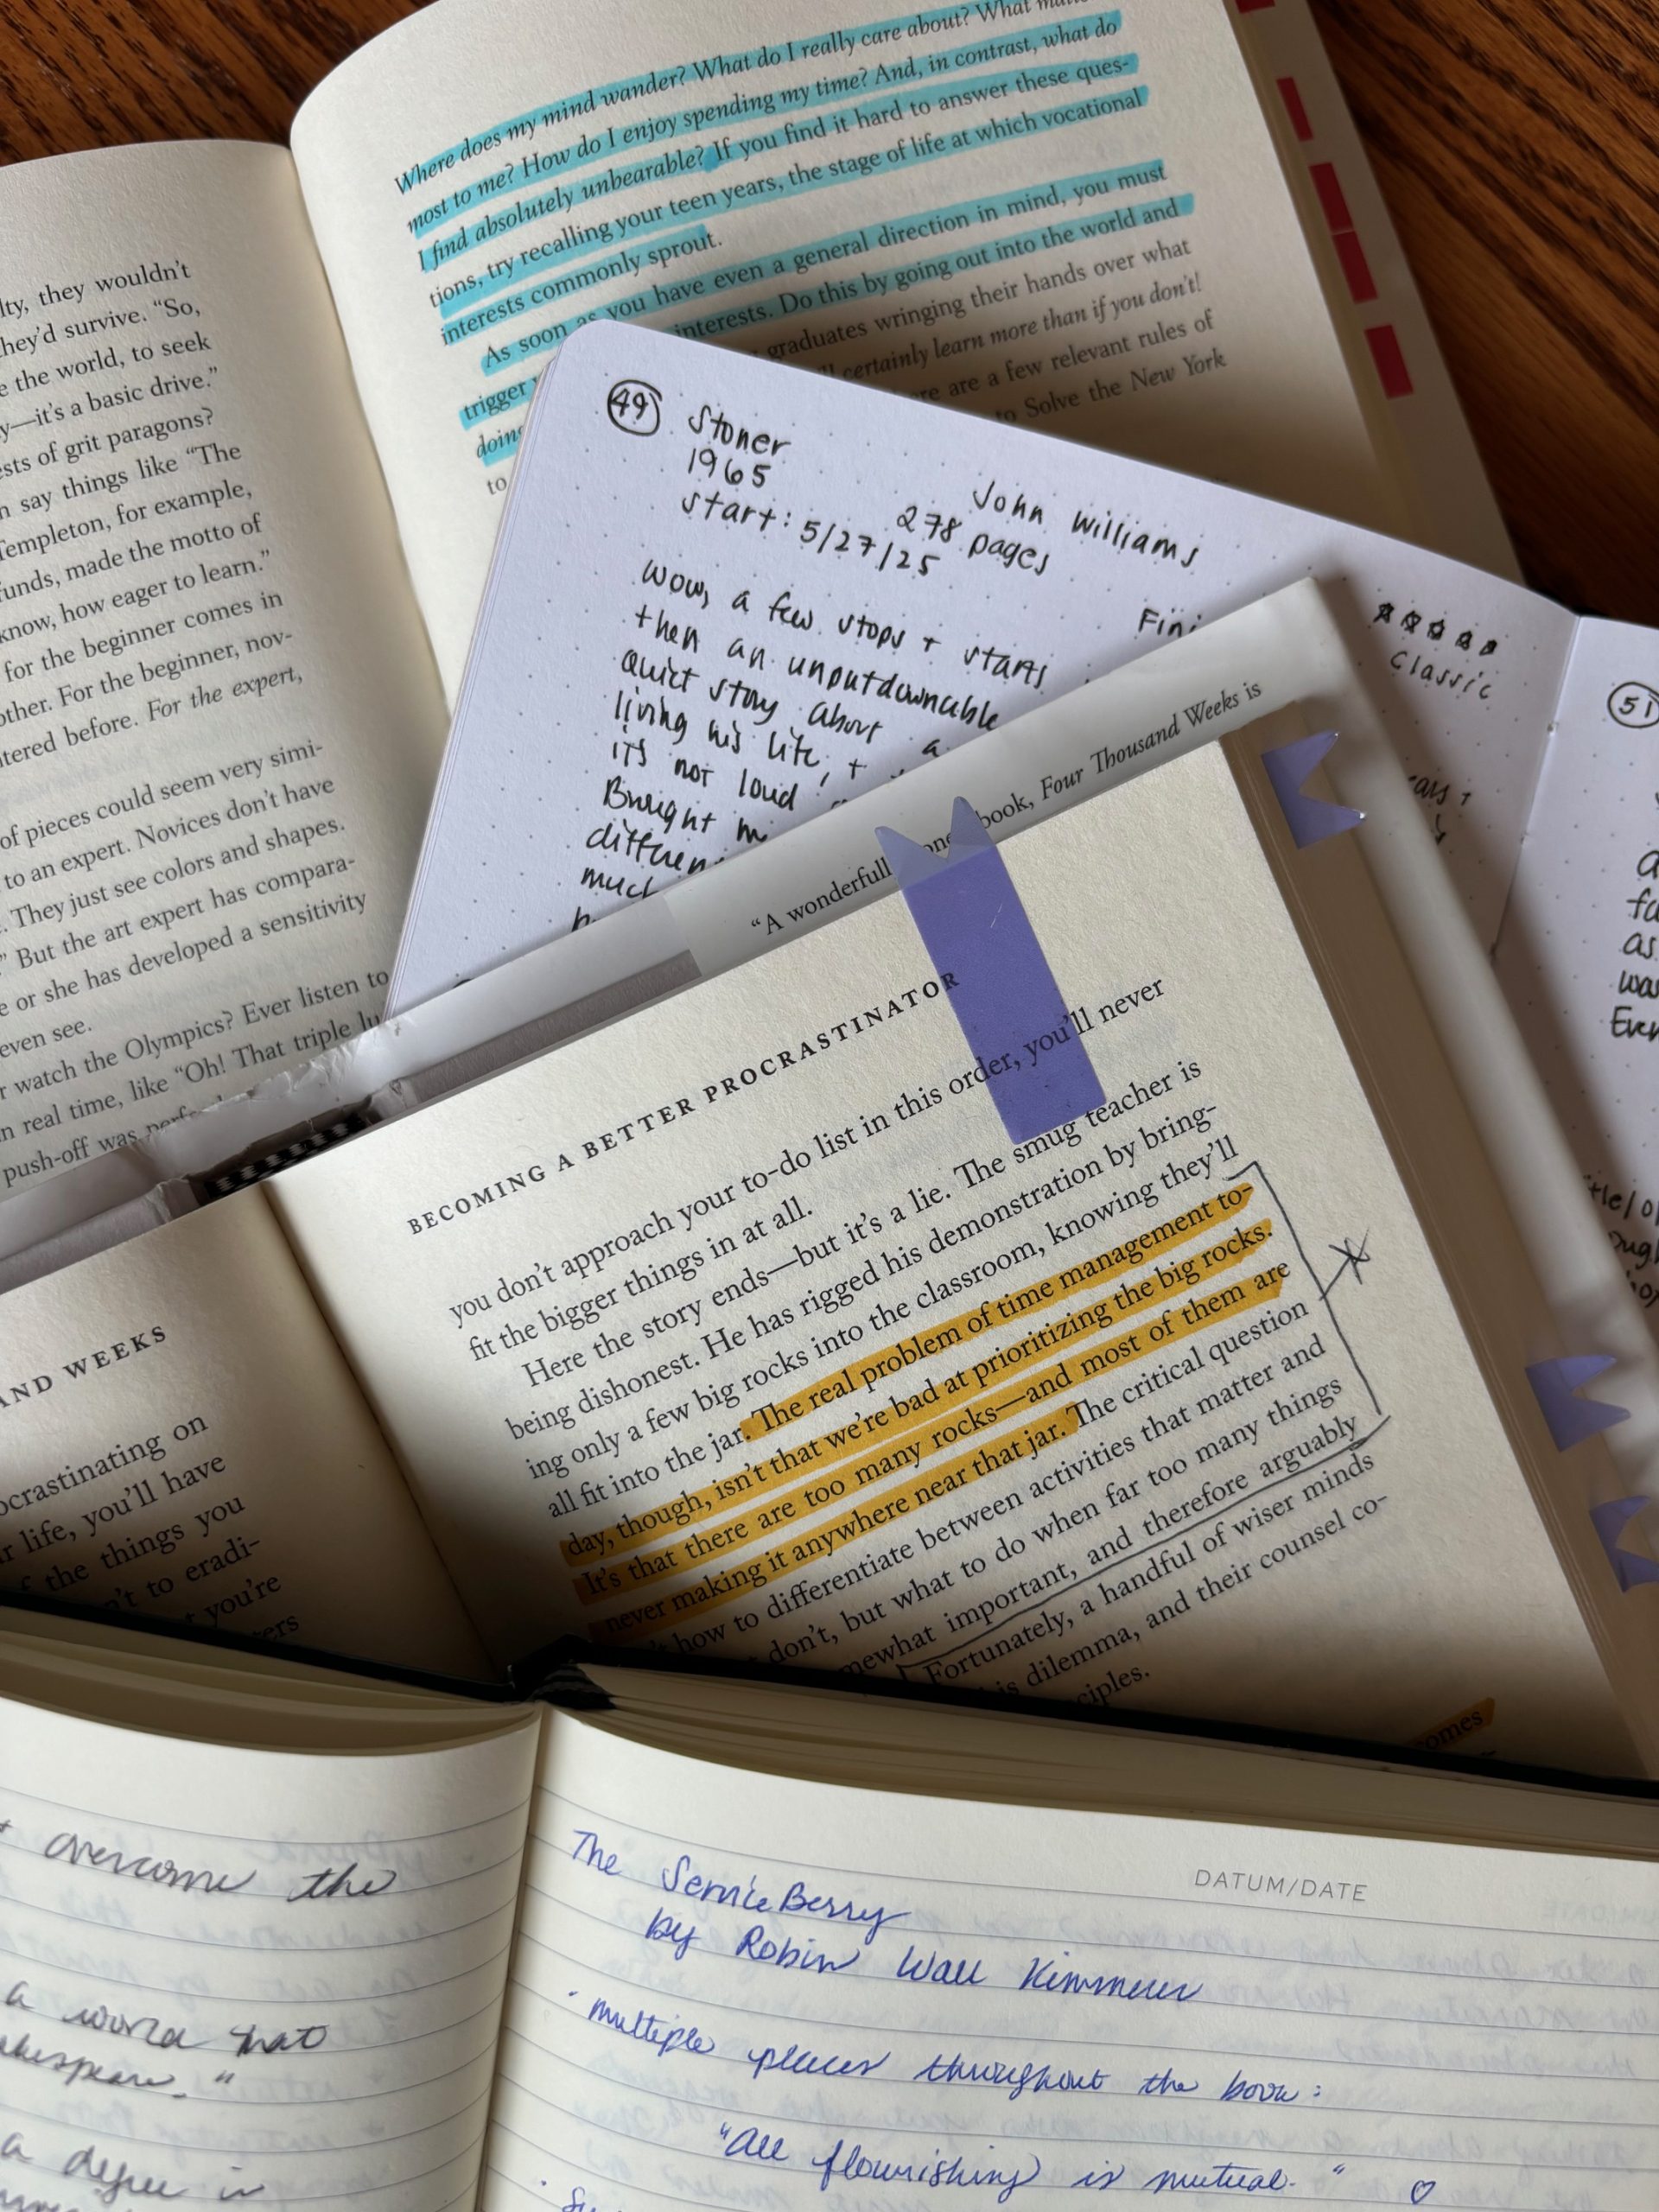 Where does my mind wander? What do I really care about? What
most to me? How do I enjoy spending my time? And, in contrast, what do
I find absolutely unbearable? If you find it hard to answer these ques-
tions, try recalling your teen years, the stage of life at which vocational
interests commonly sprout.
As soon as you have even a general direction in mind, you must
trigger interests. Do this by going out into the world and
doing graduates wringing their hands over what
to certainly learn more than if you don't!
are a few relevant rules of
to Solve the New York
they wouldn't
they'd survive. "So,
the world, to seek
it's a basic drive."
of grit paragons?
say things like "The
Templeton, for example,
funds, made the motto of
know, how eager to learn."
for the beginner comes in
other. For the beginner, nov-
before. For the expert,
of pieces could seem very simi-
to an expert. Novices don't have
They just see colors and shapes.
But the art expert has compara-
e or she has developed a sensitivity
even see.
watch the Olympics? Ever listen to
n real time, like "Oh! That triple
push-off was
49 Stoner
1965
John Williams
278 pages
start: 5/27/25
Wow, a few stops + starts
then an unputdownable
quiet story about a
living his life, +
it's not loud
Brought
much
Classic
51
as
was
"A wonderfull book, Four Thousand Weeks is
BECOMING A BETTER PROCRASTINATOR
you don't approach your to-do list in this order, you'll never
fit the bigger things in at all.
Here the story ends—but it's a lie. The smug teacher is
being dishonest. He has rigged his demonstration by bring-
ing only a few big rocks into the classroom, knowing they'll
all fit into the jar. The real problem of time management to-
day, though, isn't that we're bad at prioritizing the big rocks.
It's that there are too many rocks—and most of them are
never making it anywhere near that jar. The critical question
how to differentiate between activities that matter and
don't, but what to do when far too many things
important, and therefore arguably
Fortunately, a handful of wiser minds
dilemma, and their counsel co-
AND WEEKS
on
life, you'll have
the things you
to eradi-
you're
overcome the
a world that
a degree in
DATUM/DATE
The ServiceBerry
by Robin Wall Kimmerer
· multiple places throughout the book:
"All flourishing is mutual." ♡